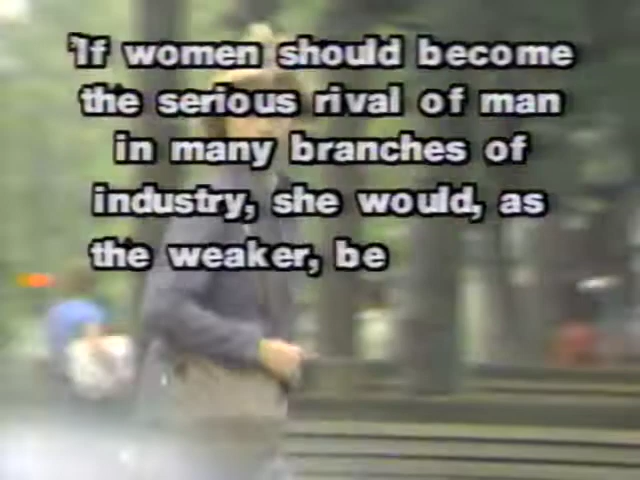 'If women should become
the serious rival of man
in many branches of
industry, she would, as
the weaker, be